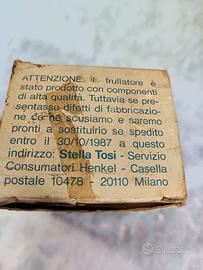 ATTENZIONE: il frullatore è
stato prodotto con componenti
di alta qualità. Tuttavia se pre-
sentasse difetti di fabbricazio-
ne ce ne scusiamo e saremo
pronti a sostituirlo se spedito
entro il 30/10/1987 a questo
indirizzo: Stella Tosi - Servizio
Consumatori Henkel - Casella
postale 10478 - 20110 Milano
subito